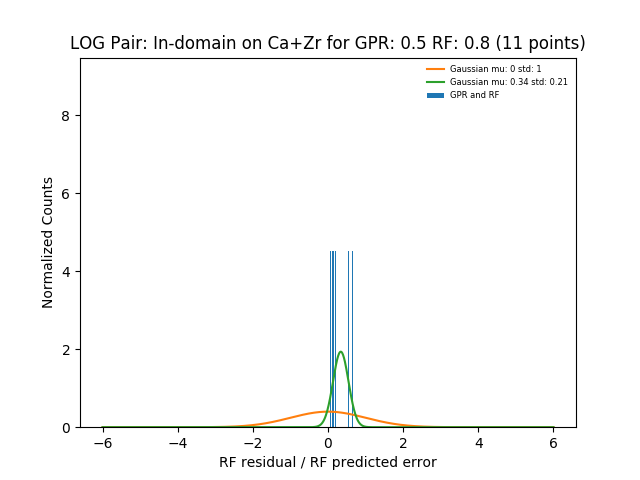 LOG Pair: In-domain on Ca+Zr for GPR: 0.5 RF: 0.8 (11 points)
Gaussian mu: 0 std: 1
Gaussian mu: 0.34 std: 0.21
GPR and RF
Normalized Counts
8
6
4
2
0
−6
−4
−2
0
2
4
6
RF residual / RF predicted error